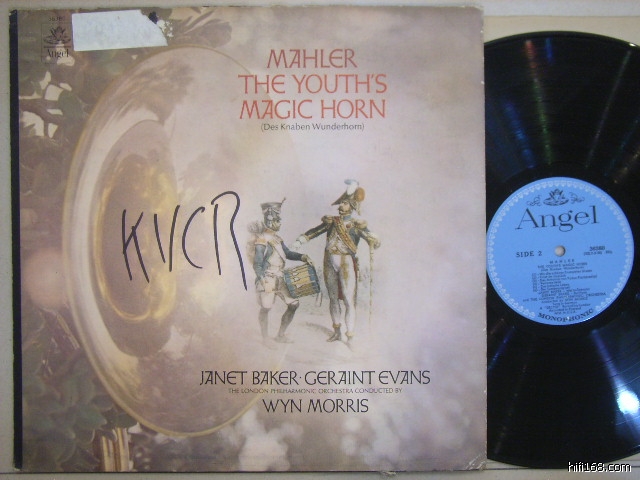 Angel
MAHLER
THE YOUTH'S
MAGIC HORN
(Des Knaben Wunderhorn)
KVCR
JANET BAKER · GERAINT EVANS
THE LONDON PHILHARMONIC ORCHESTRA CONDUCTED BY
WYN MORRIS
Angel
SIDE 2
MAHLER
MONOPHONIC
hifi168.com